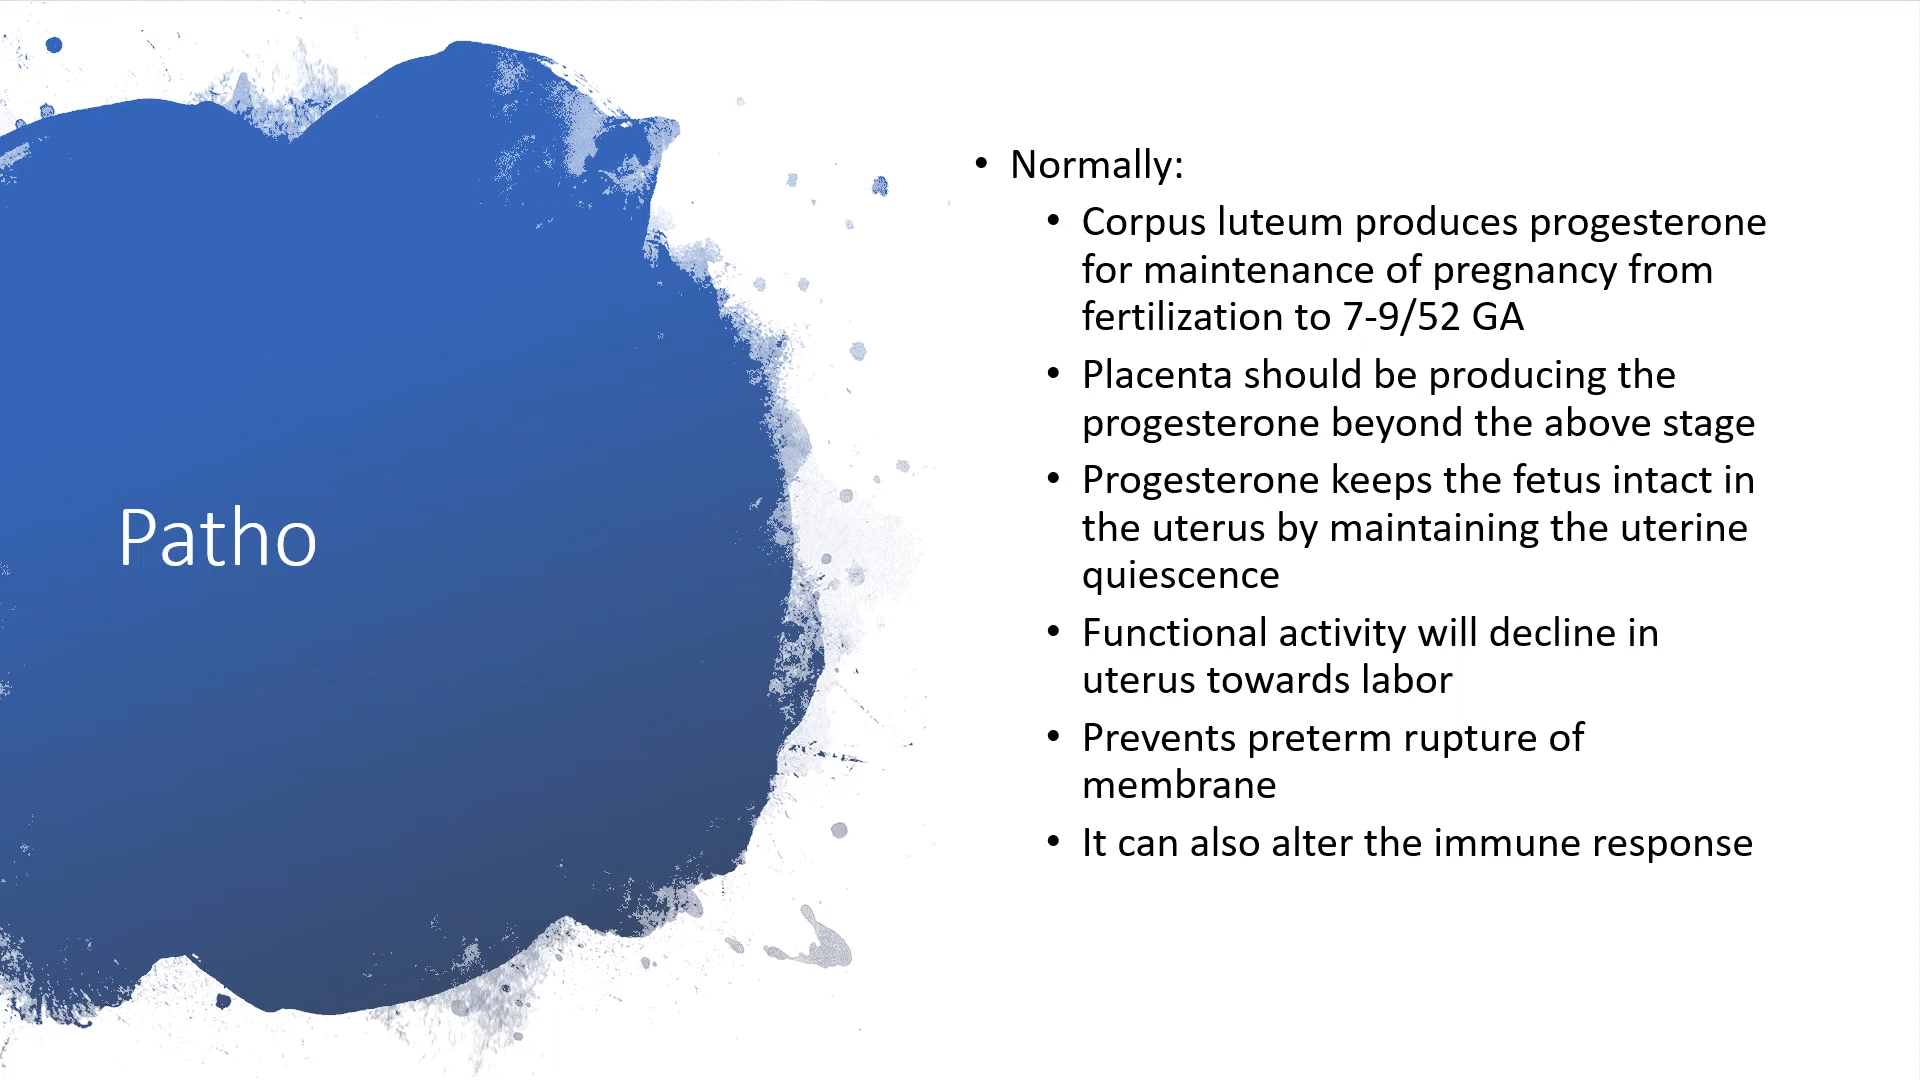 Patho
• Normally:
• Corpus luteum produces progesterone
for maintenance of pregnancy from
fertilization to 7-9/52 GA
• Placenta should be producing the
progesterone beyond the above stage
• Progesterone keeps the fetus intact in
the uterus by maintaining the uterine
quiescence
• Functional activity will decline in
uterus towards labor
• Prevents preterm rupture of
membrane
• It can also alter the immune response